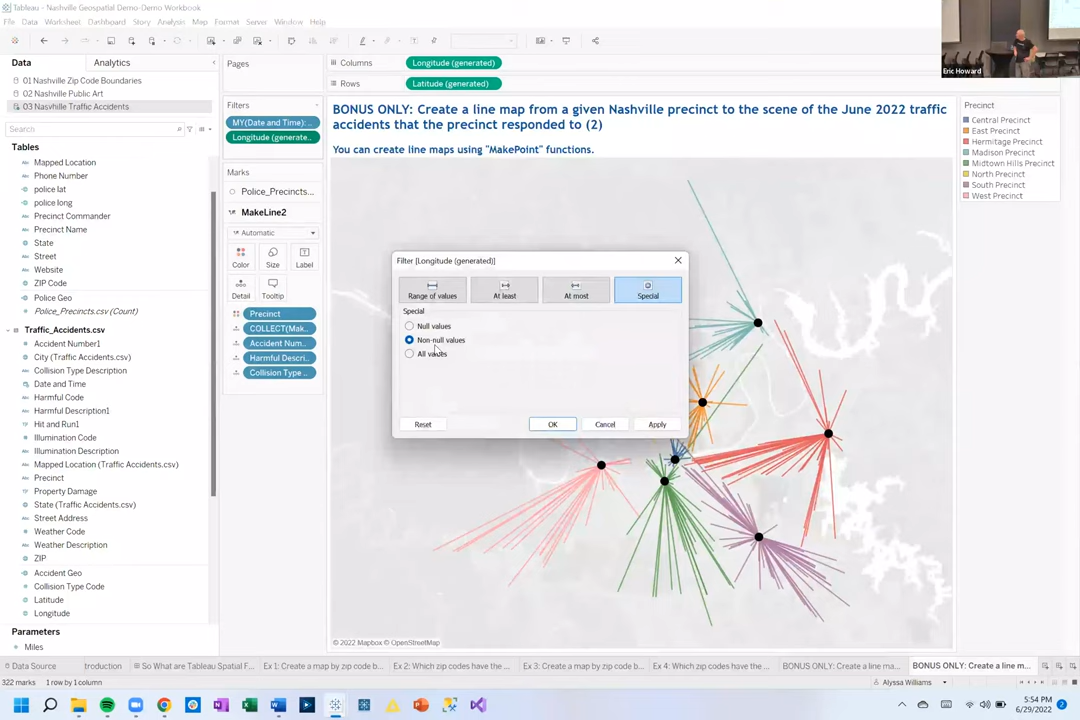 Tableau - Nashville Geospatial Demo-Demo Workbook
File Data Worksheet Dashboard Story Analysis Map Format Server Window Help
Data Analytics
01 Nashville Zip Code Boundaries
02 Nashville Public Art
03 Nasvhille Traffic Accidents
Search
Tables
Mapped Location
Phone Number
police lat
police long
Precinct Commander
Precinct Name
State
Street
Website
ZIP Code
Police Geo
Police_Precincts.csv (Count)
Traffic_Accidents.csv
Accident Number1
City (Traffic Accidents.csv)
Collision Type Description
Date and Time
Harmful Code
Harmful Description1
Hit and Run1
Illumination Code
Illumination Description
Mapped Location (Traffic Accidents.csv)
Precinct
Property Damage
State (Traffic Accidents.csv)
Street Address
Weather Code
Weather Description
ZIP
Accident Geo
Collision Type Code
Latitude
Longitude
Parameters
Miles
Pages
Filters
MY(Date and Time): ..
Longitude (generate..
Marks
Police_Precincts...
MakeLine2
Automatic
Color Size Label
Detail Tooltip
Precinct
COLLECT(Mak..
Accident Num..
Harmful Descri..
Collision Type ..
Columns Longitude (generated)
Rows Latitude (generated)
BONUS ONLY: Create a line map from a given Nashville precinct to the scene of the June 2022 traffic
accidents that the precinct responded to (2)
You can create line maps using "MakePoint" functions.
Filter [Longitude (generated)]
Range of values At least At most Special
Special
Null values
Non-null values
All values
Reset OK Cancel Apply
© 2022 Mapbox © OpenStreetMap
Eric Howard
Precinct
Central Precinct
East Precinct
Hermitage Precinct
Madison Precinct
Midtown Hills Precinct
North Precinct
South Precinct
West Precinct
Data Source troduction So What are Tableau Spatial F... Ex 1: Create a map by zip code b... Ex 2: Which zip codes have the ... Ex 3: Create a map by zip code b... Ex 4: Which zip codes have the ... BONUS ONLY: Create a line ma... BONUS ONLY: Create a line m...
322 marks 1 row by 1 column Alyssa Williams
5:54 PM
6/29/2022
2